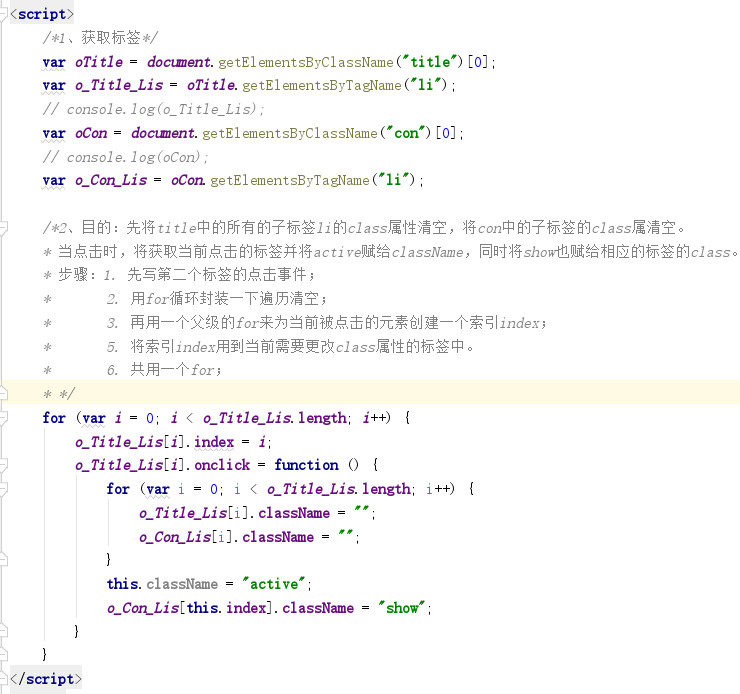 <script>
/*1、获取标签*/
var oTitle = document.getElementsByClassName("title")[0];
var o_Title_Lis = oTitle.getElementsByTagName("li");
// console.log(o_Title_Lis);
var oCon = document.getElementsByClassName("con")[0];
// console.log(oCon);
var o_Con_Lis = oCon.getElementsByTagName("li");
/*2、目的：先将title中的所有的子标签li的class属性清空，将con中的子标签的class属清空。
* 当点击时，将获取当前点击的标签并将active赋给className，同时将show也赋给相应的标签的class。
* 步骤：1. 先写第二个标签的点击事件；
* 2. 用for循环封装一下遍历清空；
* 3. 再用一个父级的for来为当前被点击的元素创建一个索引index；
* 5. 将索引index用到当前需要更改class属性的标签中。
* 6. 共用一个for；
* */
for (var i = 0; i < o_Title_Lis.length; i++) {
o_Title_Lis[i].index = i;
o_Title_Lis[i].onclick = function () {
for (var i = 0; i < o_Title_Lis.length; i++) {
o_Title_Lis[i].className = "";
o_Con_Lis[i].className = "";
}
this.className = "active";
o_Con_Lis[this.index].className = "show";
}
}
</script>